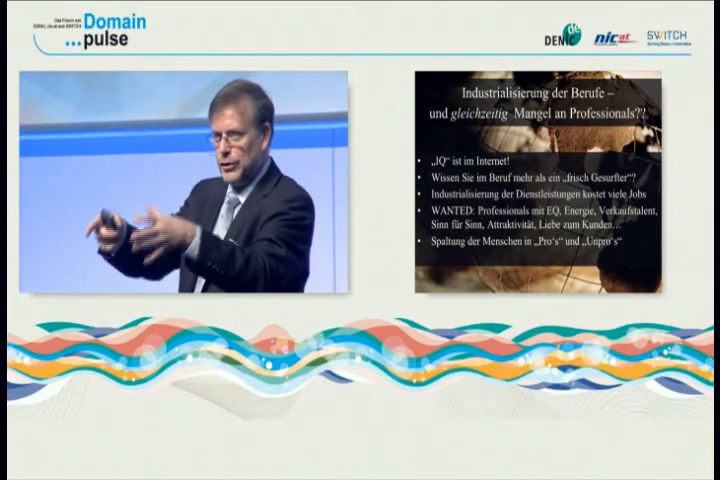 Das Forum von
DENIC, nic.at und SWITCH
Domain
... pulse
DENIC
de
nic.at
SWITCH
Industrialisierung der Berufe –
und gleichzeitig Mangel an Professionals??
• „IQ“ ist im Internet!
• Wissen Sie im Beruf mehr als ein „frisch Gesurfter“?
• Industrialisierung der Dienstleistungen kostet viele Jobs
• WANTED: Professionals mit EQ, Energie, Verkaufstalent,
Sinn für Sinn, Attraktivität, Liebe zum Kunden…
• Spaltung der Menschen in „Pro‘s“ und „Unpro‘s“